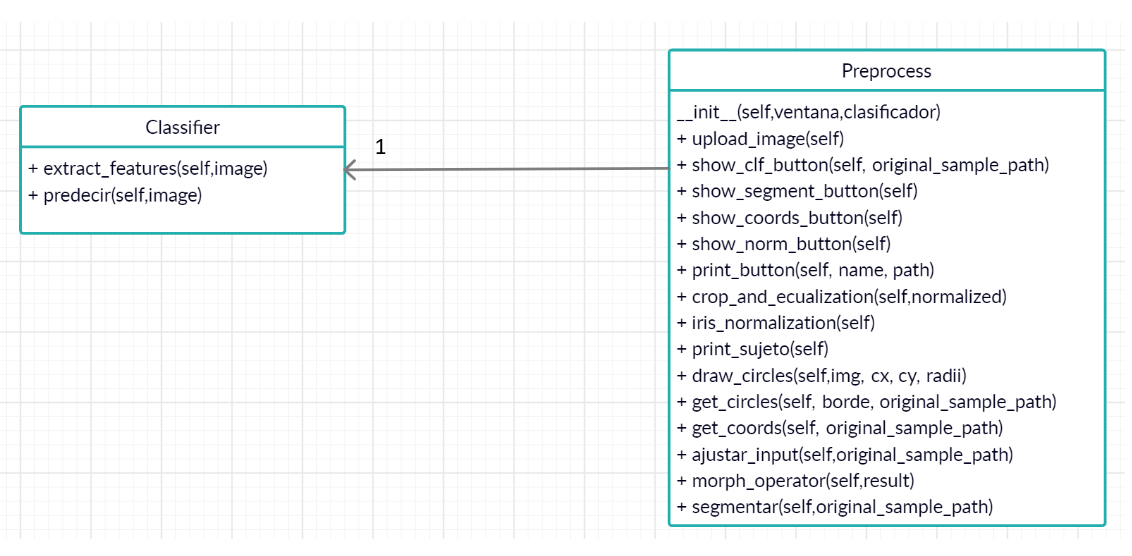 Classifier
+ extract_features(self,image)
+ predecir(self,image)
1
Preprocess
__init__(self,ventana,clasificador)
+ upload_image(self)
+ show_clf_button(self, original_sample_path)
+ show_segment_button(self)
+ show_coords_button(self)
+ show_norm_button(self)
+ print_button(self, name, path)
+ crop_and_ecualization(self,normalized)
+ iris_normalization(self)
+ print_sujeto(self)
+ draw_circles(self,img, cx, cy, radii)
+ get_circles(self, borde, original_sample_path)
+ get_coords(self, original_sample_path)
+ ajustar_input(self,original_sample_path)
+ morph_operator(self,result)
+ segmentar(self,original_sample_path)